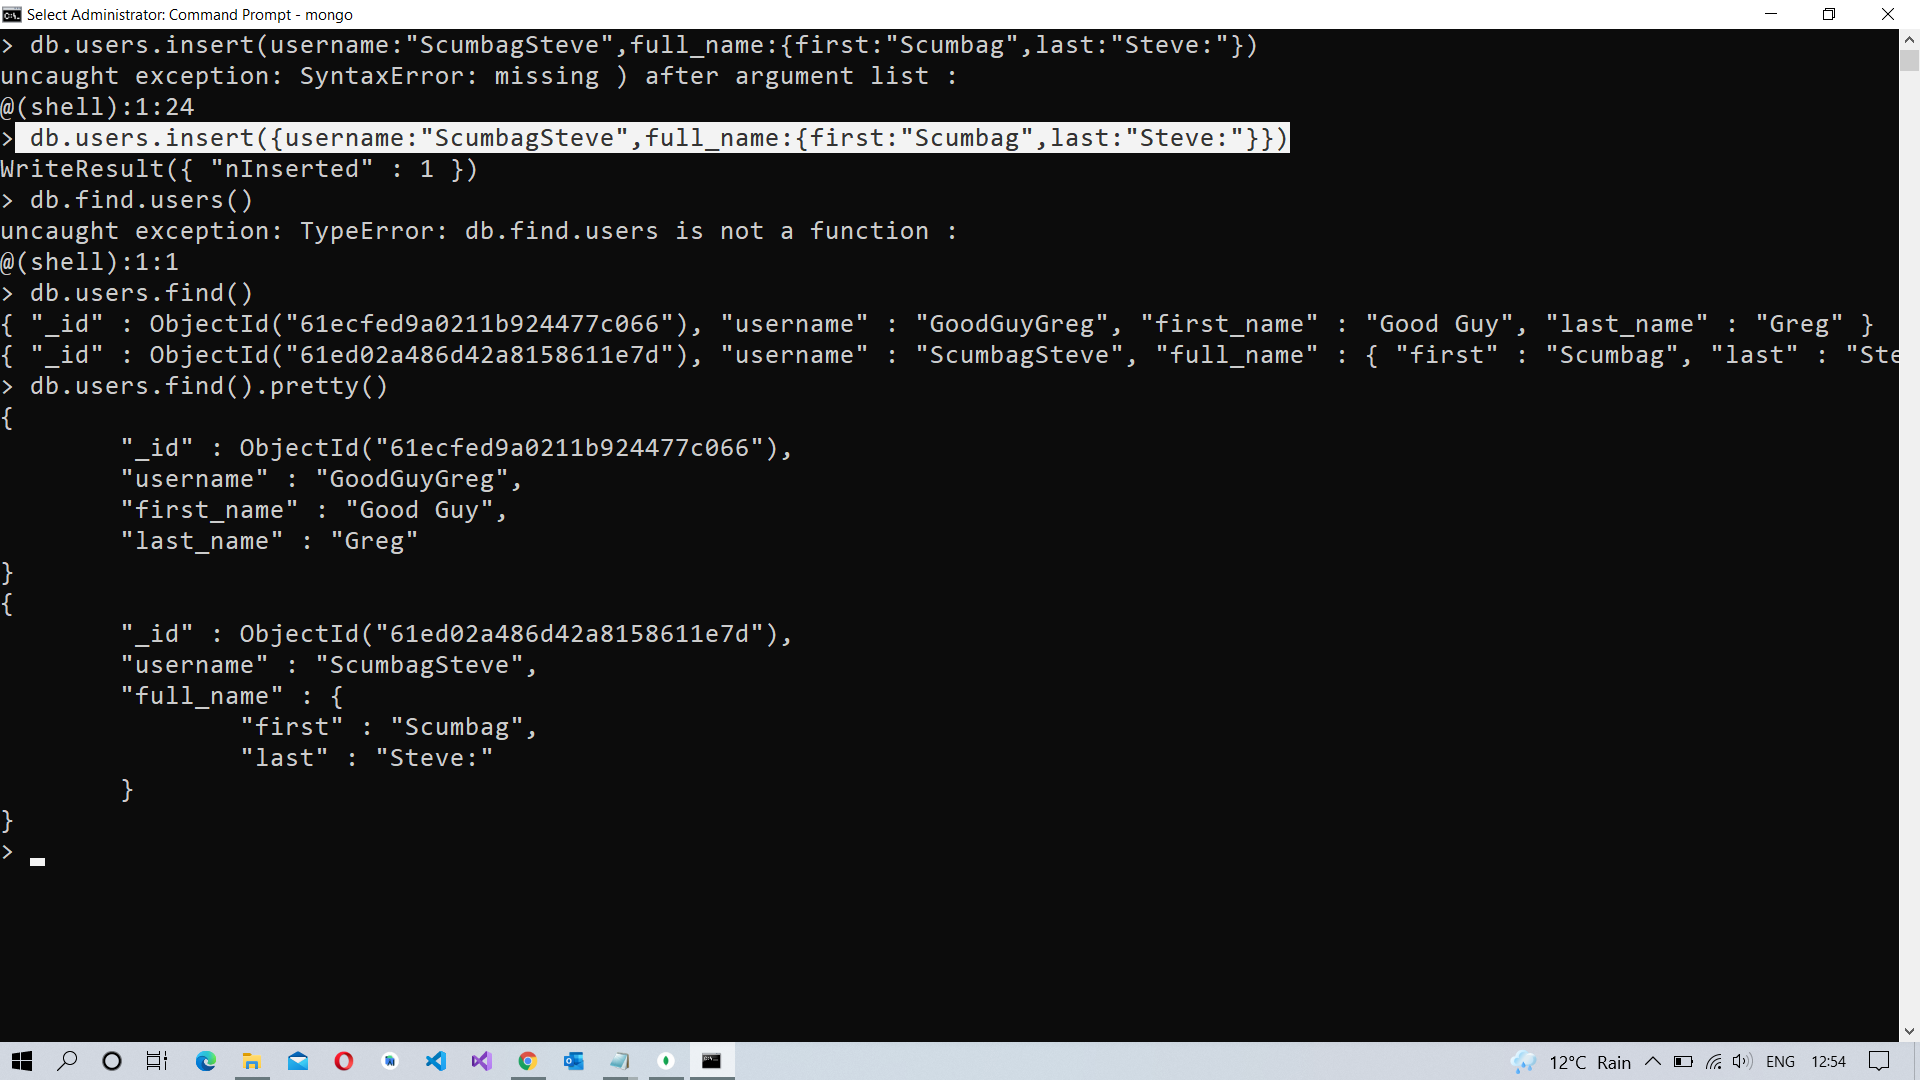 Select Administrator: Command Prompt - mongo
> db.users.insert(username:"ScumbagSteve",full_name:{first:"Scumbag",last:"Steve:"})
uncaught exception: SyntaxError: missing ) after argument list :
@(shell):1:24
> db.users.insert({username:"ScumbagSteve",full_name:{first:"Scumbag",last:"Steve:"}})
WriteResult({ "nInserted" : 1 })
> db.find.users()
uncaught exception: TypeError: db.find.users is not a function :
@(shell):1:1
> db.users.find()
{ "_id" : ObjectId("61ecfed9a0211b924477c066"), "username" : "GoodGuyGreg", "first_name" : "Good Guy", "last_name" : "Greg" }
{ "_id" : ObjectId("61ed02a486d42a8158611e7d"), "username" : "ScumbagSteve", "full_name" : { "first" : "Scumbag", "last" : "Ste
> db.users.find().pretty()
{
"_id" : ObjectId("61ecfed9a0211b924477c066"),
"username" : "GoodGuyGreg",
"first_name" : "Good Guy",
"last_name" : "Greg"
}
{
"_id" : ObjectId("61ed02a486d42a8158611e7d"),
"username" : "ScumbagSteve",
"full_name" : {
"first" : "Scumbag",
"last" : "Steve:"
}
}
>
12°C Rain ENG 12:54